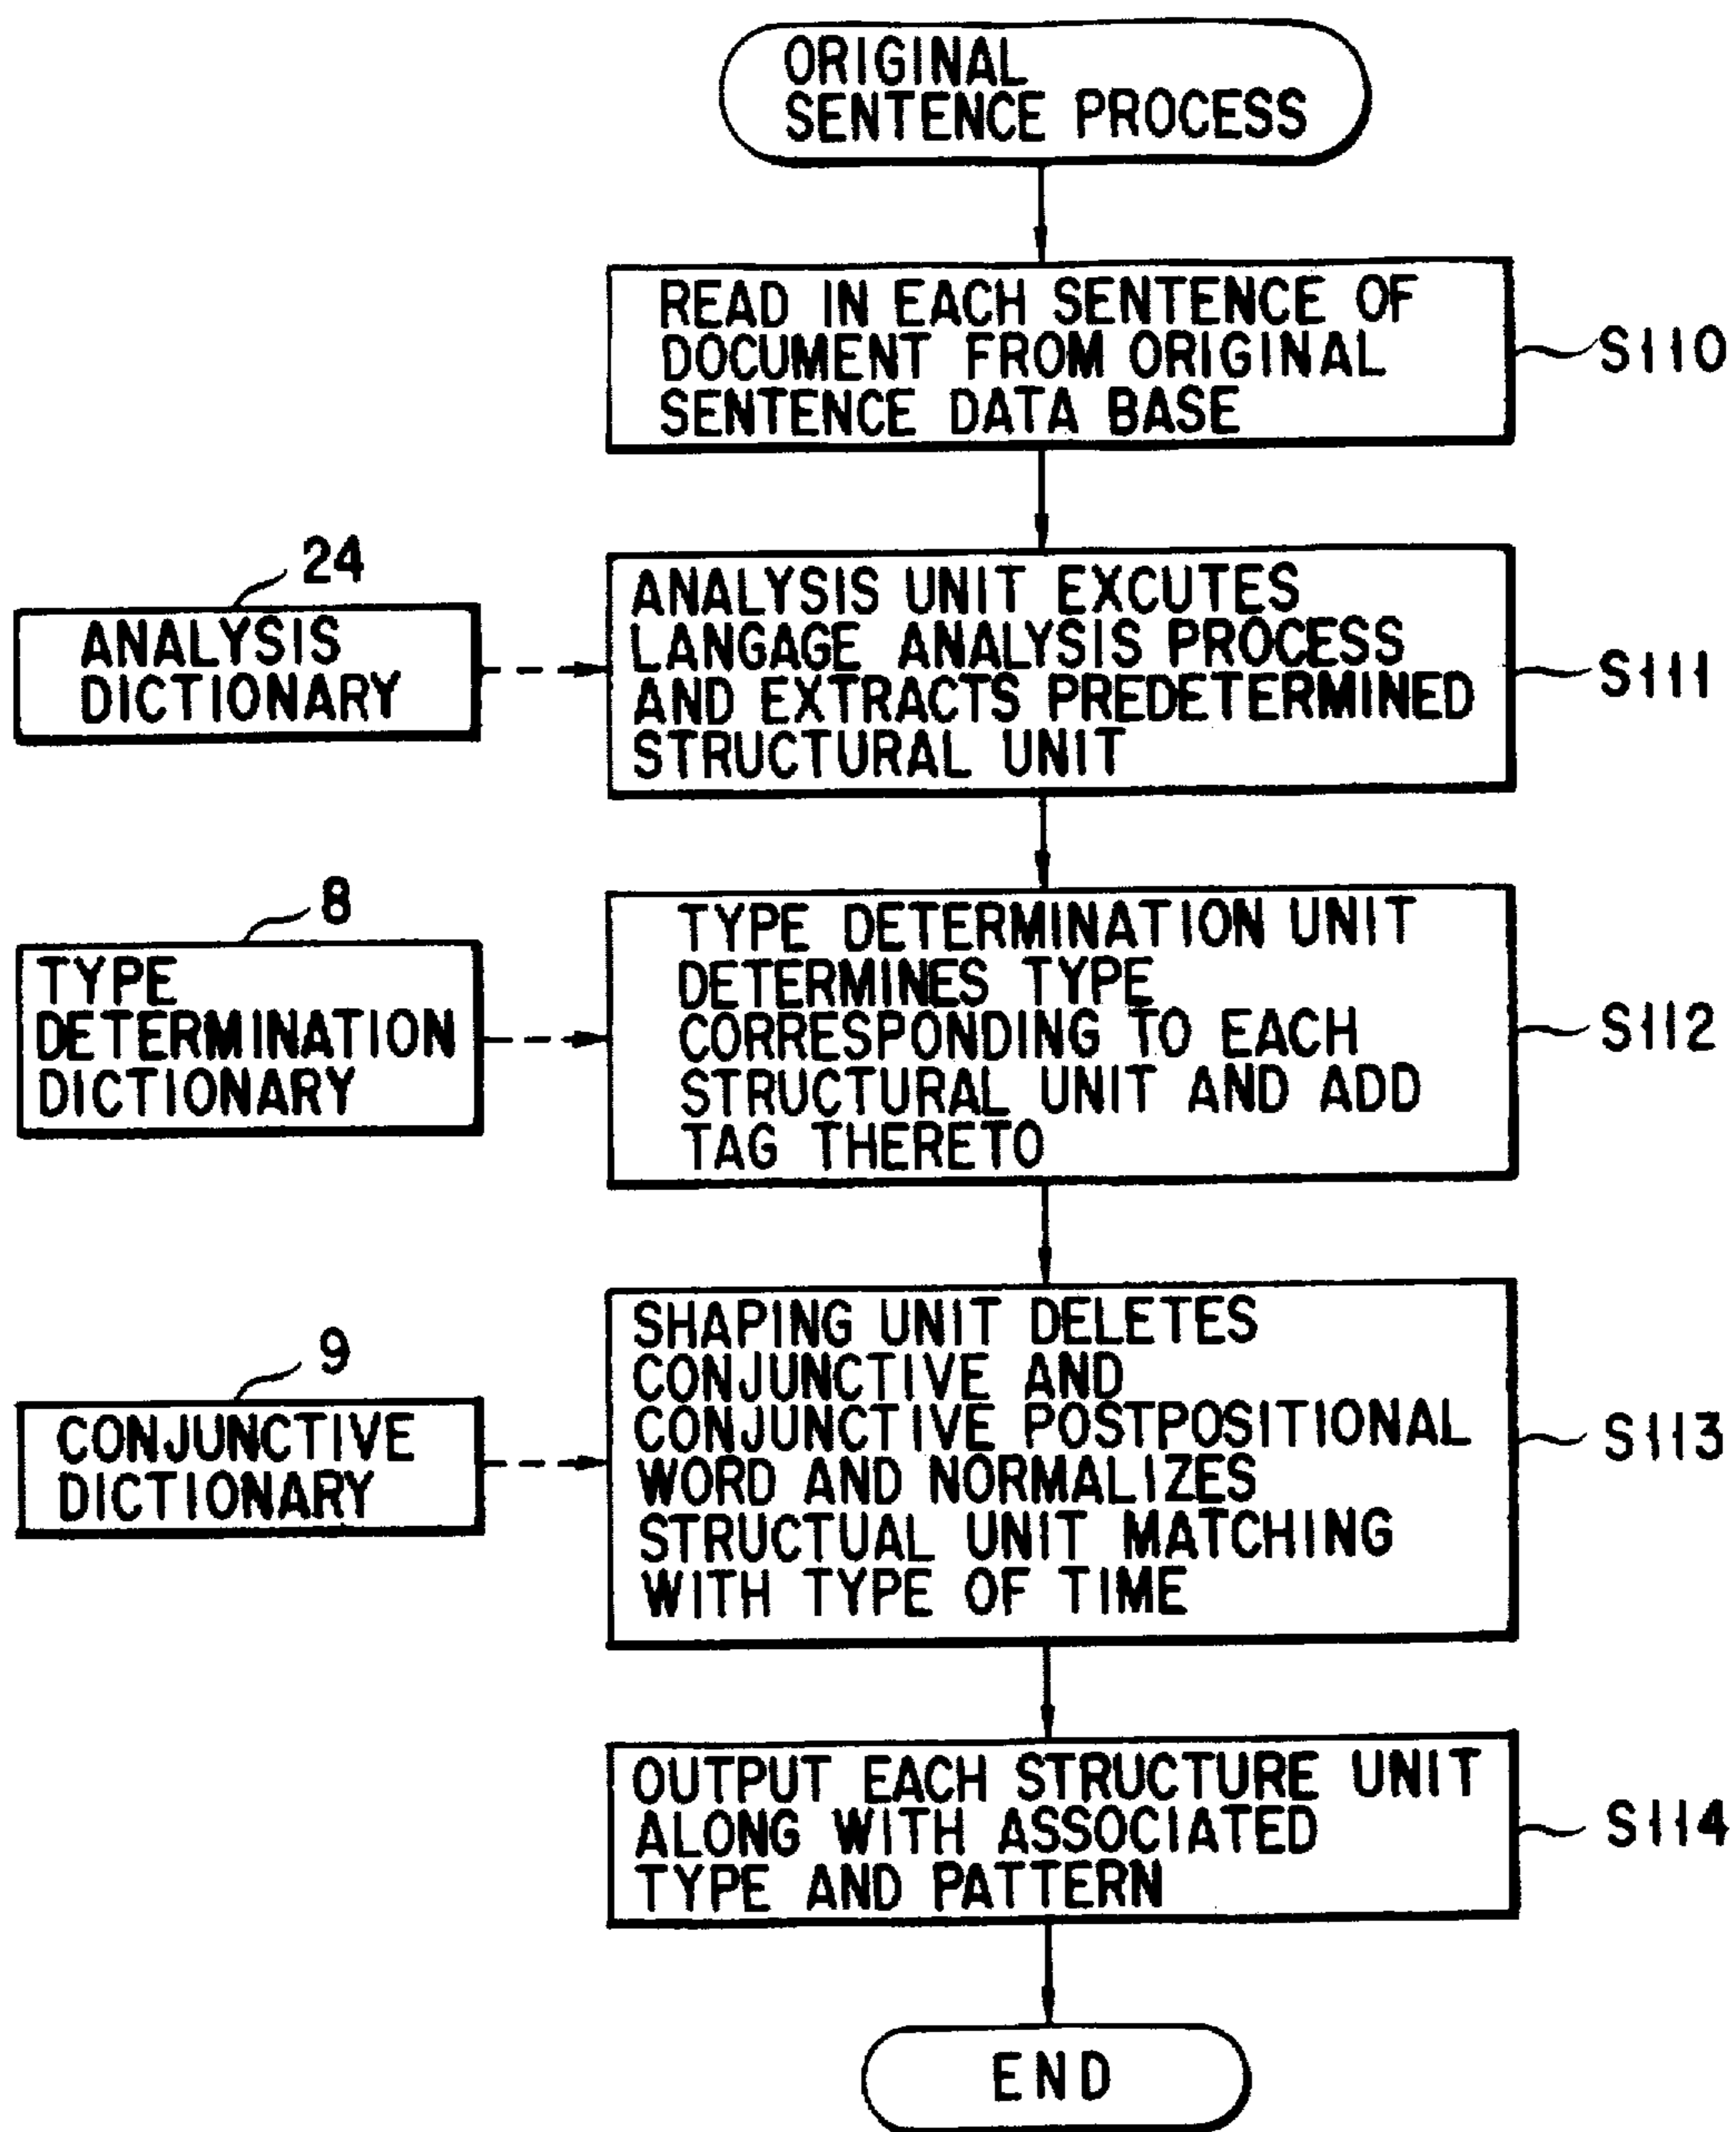 ORIGINAL
SENTENCE PROCESS
READ IN EACH SENTENCE OF
DOCUMENT FROM ORIGINAL
SENTENCE DATA BASE
S110
24
ANALYSIS
DICTIONARY
ANALYSIS UNIT EXCUTES
LANGAGE ANALYSIS PROCESS
AND EXTRACTS PREDETERMINED
STRUCTURAL UNIT
S111
8
TYPE
DETERMINATION
DICTIONARY
TYPE DETERMINATION UNIT
DETERMINES TYPE
CORRESPONDING TO EACH
STRUCTURAL UNIT AND ADD
TAG THERETO
S112
9
CONJUNCTIVE
DICTIONARY
SHAPING UNIT DELETES
CONJUNCTIVE AND
CONJUNCTIVE POSTPOSITIONAL
WORD AND NORMALIZES
STRUCTUAL UNIT MATCHING
WITH TYPE OF TIME
S113
OUTPUT EACH STRUCTURE UNIT
ALONG WITH ASSOCIATED
TYPE AND PATTERN
S114
END